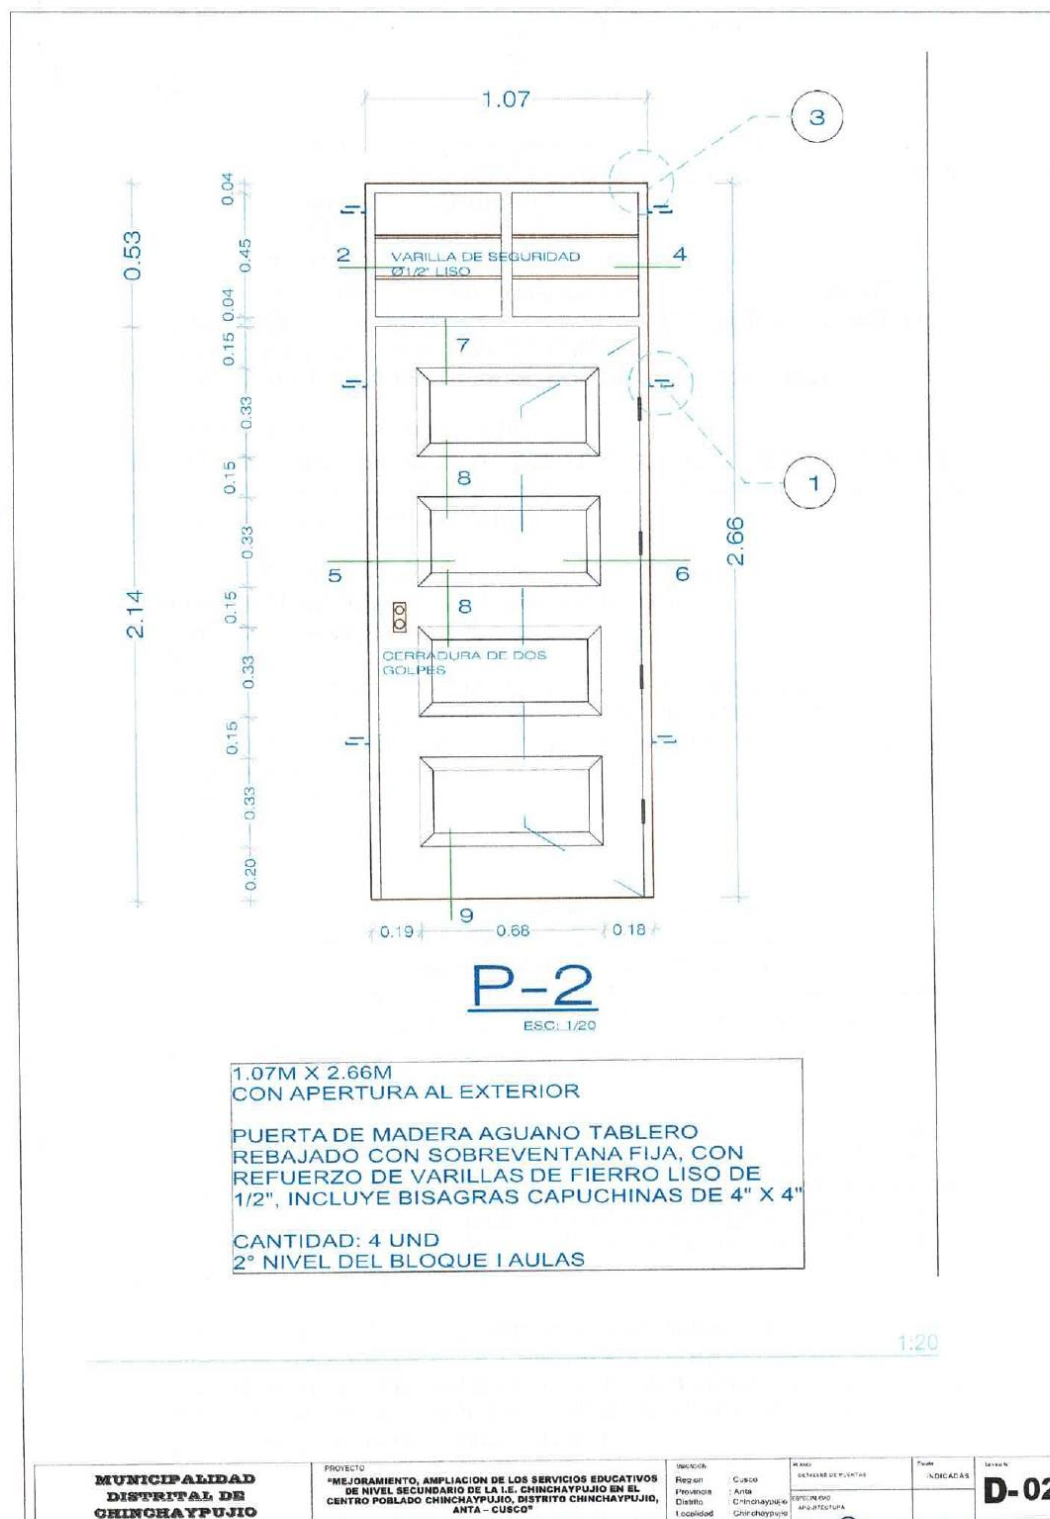 1.07
3
0.04
0.53
0.45
2
VARILLA DE SEGURIDAD
Ø1/2" LISO
4
0.04
0.15
7
0.33
0.15
8
1
0.33
2.66
5
6
2.14
0.15
8
CERRADURA DE DOS
GOLPES
0.33
0.15
0.33
0.20
9
0.19
0.68
0.18
P-2
ESC: 1/20
1.07M X 2.66M
CON APERTURA AL EXTERIOR
PUERTA DE MADERA AGUANO TABLERO
REBAJADO CON SOBREVENTANA FIJA, CON
REFUERZO DE VARILLAS DE FIERRO LISO DE
1/2", INCLUYE BISAGRAS CAPUCHINAS DE 4" X 4"
CANTIDAD: 4 UND
2° NIVEL DEL BLOQUE I AULAS
1:20
MUNICIPALIDAD
DISTRITAL DE
CHINCHAYPUJIO
PROYECTO
"MEJORAMIENTO, AMPLIACION DE LOS SERVICIOS EDUCATIVOS
DE NIVEL SECUNDARIO DE LA I.E. CHINCHAYPUJIO EN EL
CENTRO POBLADO CHINCHAYPUJIO, DISTRITO CHINCHAYPUJIO,
ANTA - CUSCO"
Region : Cusco
Provincia : Anta
Distrito : Chinchaypujio
Localidad : Chinchaypujio
DETALLES DE PUERTAS
ARQUITECTURA
INDICADAS
D-02